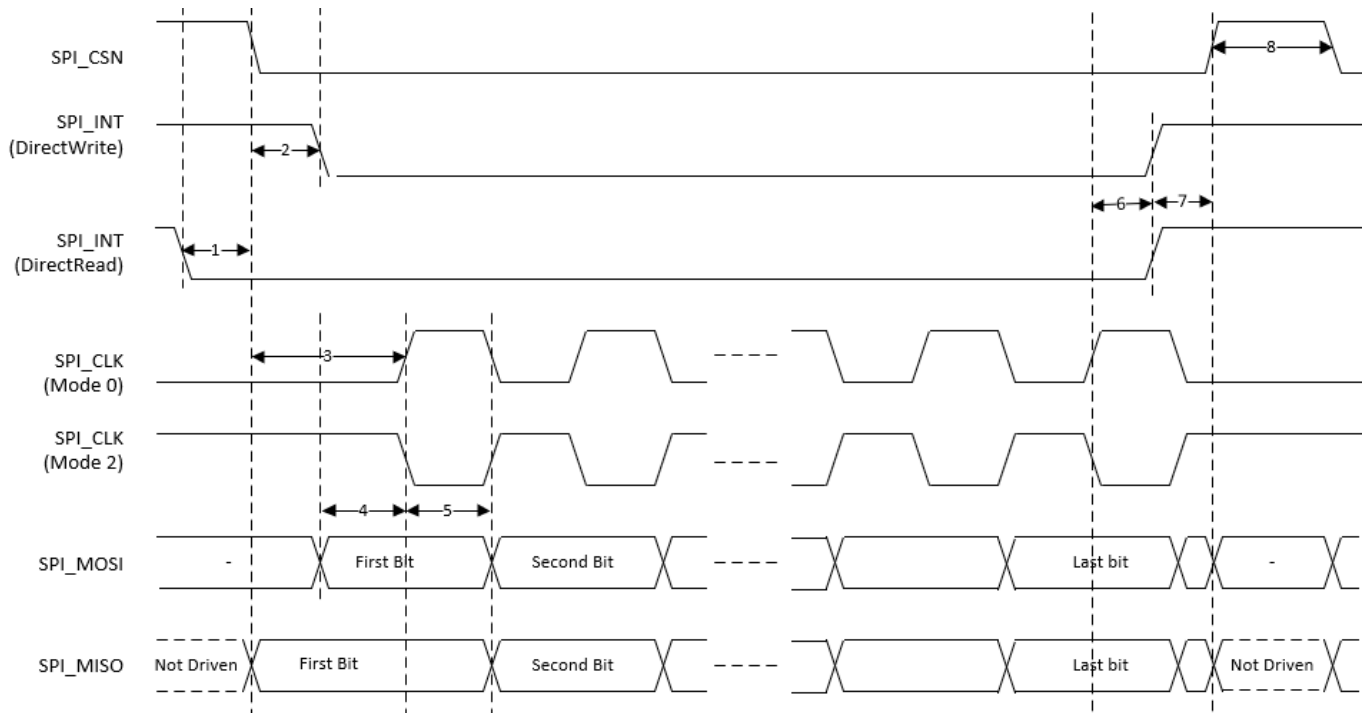 SPI_CSN
8
SPI_INT
(DirectWrite)
2
6
7
SPI_INT
(DirectRead)
1
SPI_CLK
(Mode 0)
3
SPI_CLK
(Mode 2)
4
5
SPI_MOSI
-
First Bit
Second Bit
Last bit
-
SPI_MISO
Not Driven
First Bit
Second Bit
Last bit
Not Driven